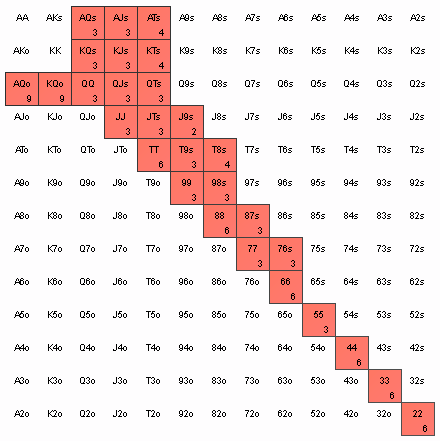 AA AKs AQs AJs ATs A9s A8s A7s A6s A5s A4s A3s A2s
3 3 4
AKo KK KQs KJs KTs K9s K8s K7s K6s K5s K4s K3s K2s
3 3 4
AQo KQo QQ QJs QTs Q9s Q8s Q7s Q6s Q5s Q4s Q3s Q2s
9 9 3 3 3
AJo KJo QJo JJ JTs J9s J8s J7s J6s J5s J4s J3s J2s
3 3 2
ATo KTo QTo JTo TT T9s T8s T7s T6s T5s T4s T3s T2s
6 3 4
A9o K9o Q9o J9o T9o 99 98s 97s 96s 95s 94s 93s 92s
3 3
A8o K8o Q8o J8o T8o 98o 88 87s 86s 85s 84s 83s 82s
6 3
A7o K7o Q7o J7o T7o 97o 87o 77 76s 75s 74s 73s 72s
3 3
A6o K6o Q6o J6o T6o 96o 86o 76o 66 65s 64s 63s 62s
6
A5o K5o Q5o J5o T5o 95o 85o 75o 65o 55 54s 53s 52s
3
A4o K4o Q4o J4o T4o 94o 84o 74o 64o 54o 44 43s 42s
6
A3o K3o Q3o J3o T3o 93o 83o 73o 63o 53o 43o 33 32s
6
A2o K2o Q2o J2o T2o 92o 82o 72o 62o 52o 42o 32o 22
6